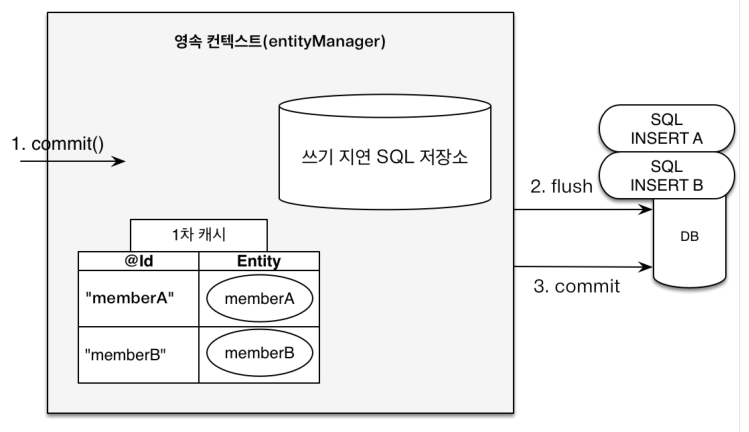 영속 컨텍스트(entityManager)
1. commit()
쓰기 지연 SQL 저장소
SQL
INSERT A
SQL
INSERT B
2. flush
DB
3. commit
1차 캐시
@Id Entity
"memberA" memberA
"memberB" memberB